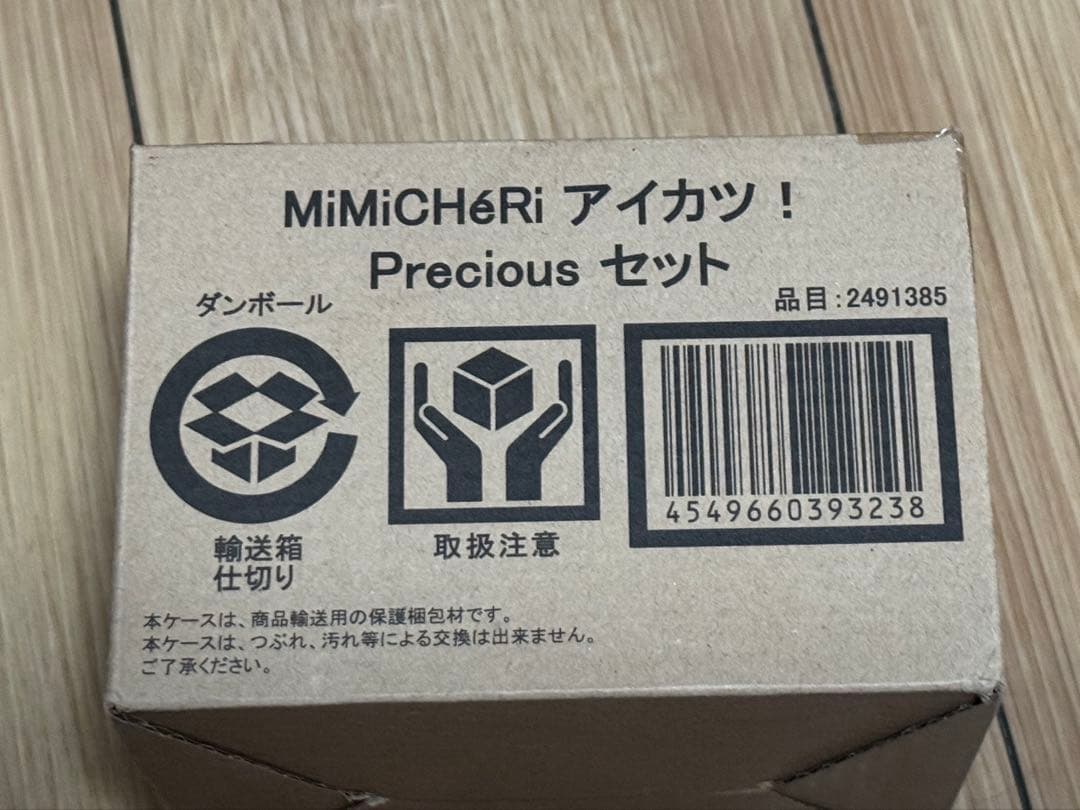 MiMiCHéRi アイカツ！
Precious セット
ダンボール
品目：2491385
4549660393238
輸送箱
仕切り
取扱注意
本ケースは、商品輸送用の保護梱包材です。
本ケースは、つぶれ、汚れ等による交換は出来ません。
ご了承ください。